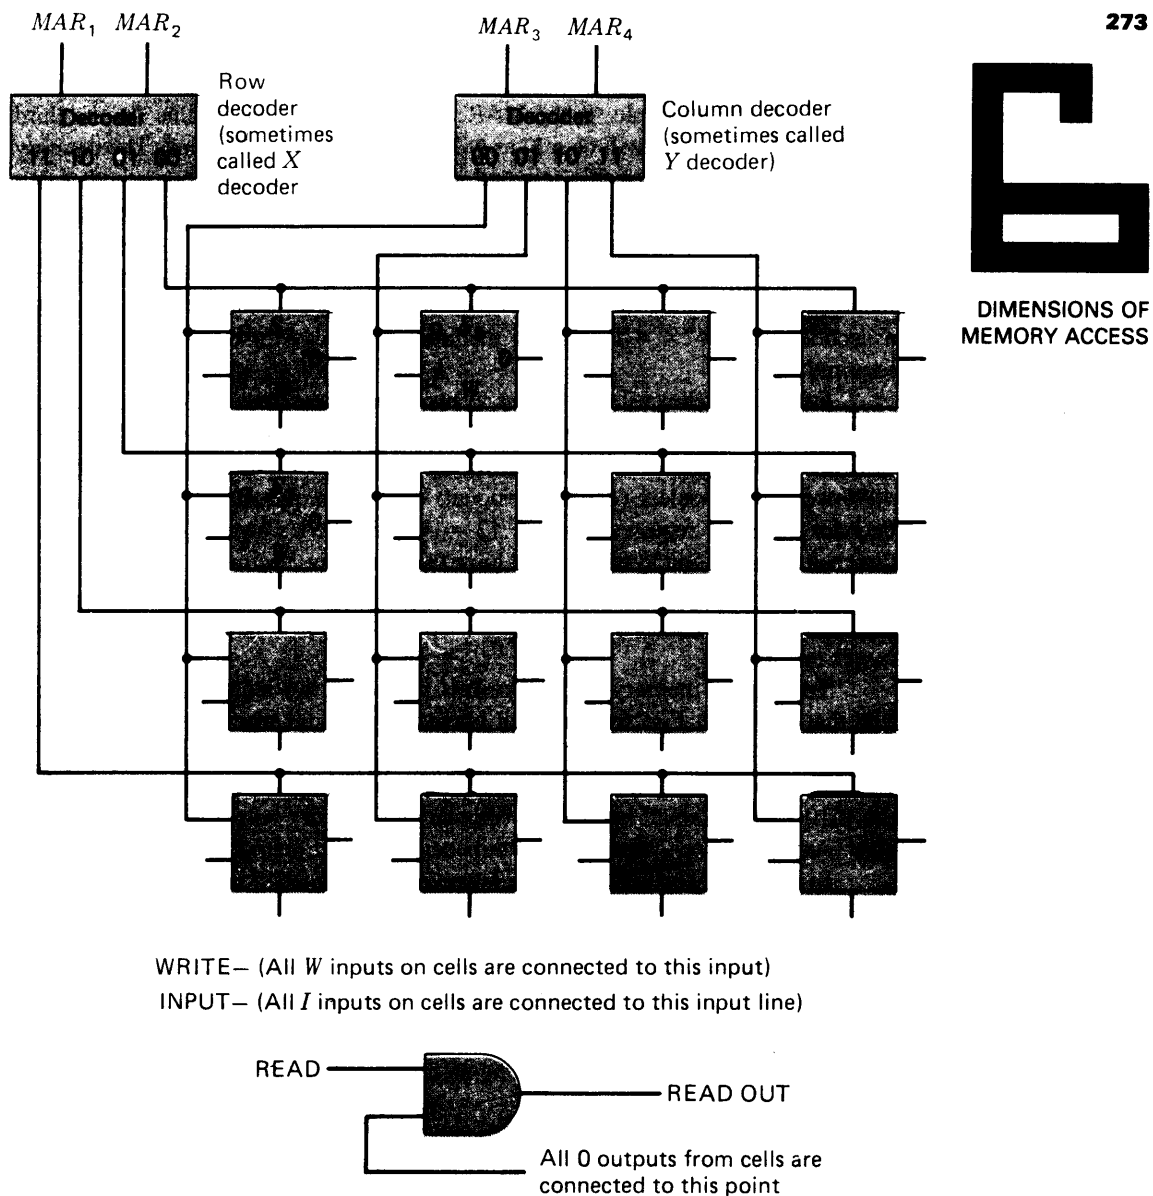 MAR₁ MAR₂
MAR₃ MAR₄
273
Row
decoder
(sometimes
called X
decoder
Decoder
11 10 01 00
Decoder
00 01 10 11
Column decoder
(sometimes called
Y decoder)
DIMENSIONS OF
MEMORY ACCESS
WRITE— (All W inputs on cells are connected to this input)
INPUT— (All I inputs on cells are connected to this input line)
READ
READ OUT
All O outputs from cells are
connected to this point